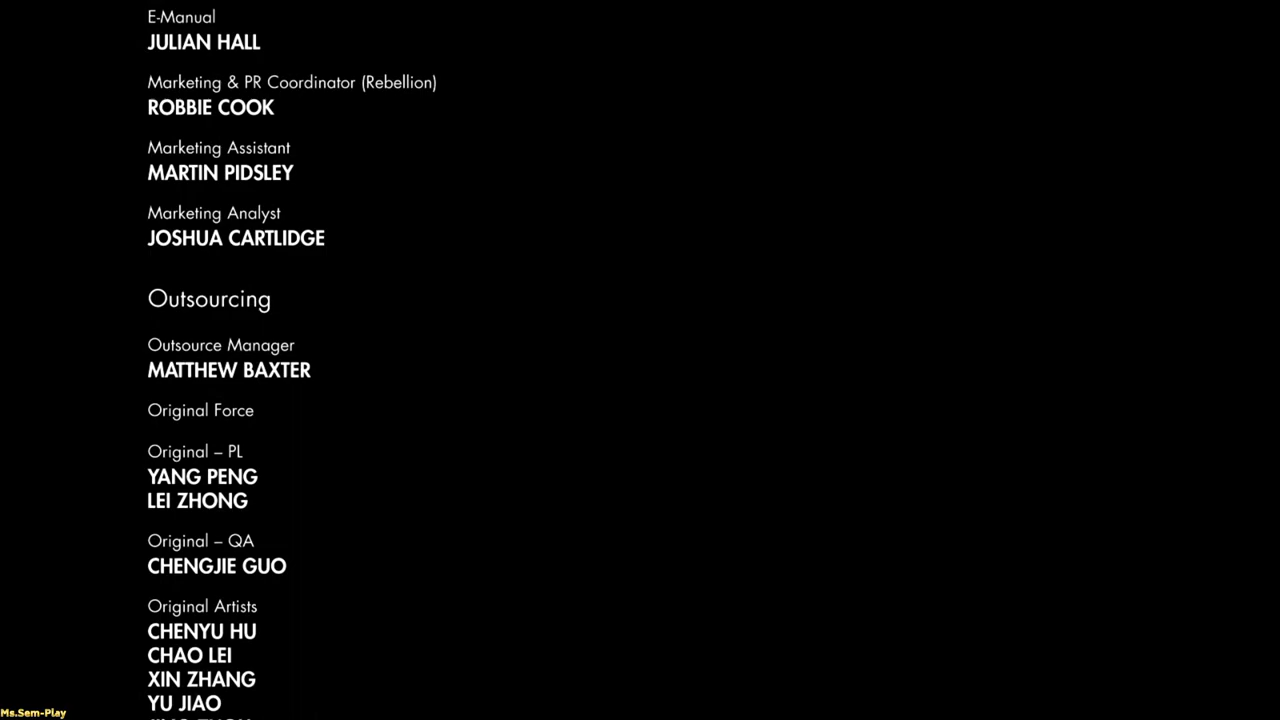 E-Manual
JULIAN HALL
Marketing & PR Coordinator (Rebellion)
ROBBIE COOK
Marketing Assistant
MARTIN PIDSLEY
Marketing Analyst
JOSHUA CARTLIDGE
Outsourcing
Outsource Manager
MATTHEW BAXTER
Original Force
Original – PL
YANG PENG
LEI ZHONG
Original – QA
CHENGJIE GUO
Original Artists
CHENYU HU
CHAO LEI
XIN ZHANG
YU JIAO
Ms.Sem-Play